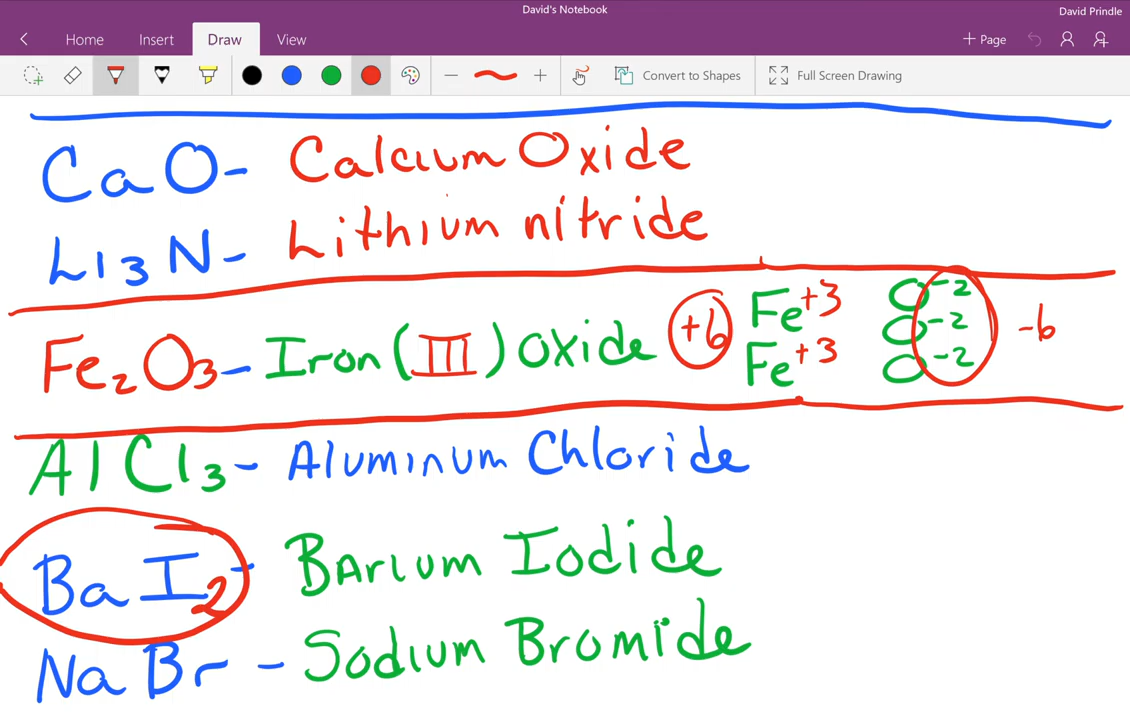 David's Notebook
David Prindle
Home Insert Draw View + Page
Convert to Shapes Full Screen Drawing
CaO- Calcium Oxide
Li3N- Lithium nitride
Fe2O3- Iron (III) Oxide +6 Fe+3 O-2 -6
Fe+3 O-2
O-2
AlCl3- Aluminum Chloride
BaI2- Barium Iodide
NaBr - Sodium Bromide